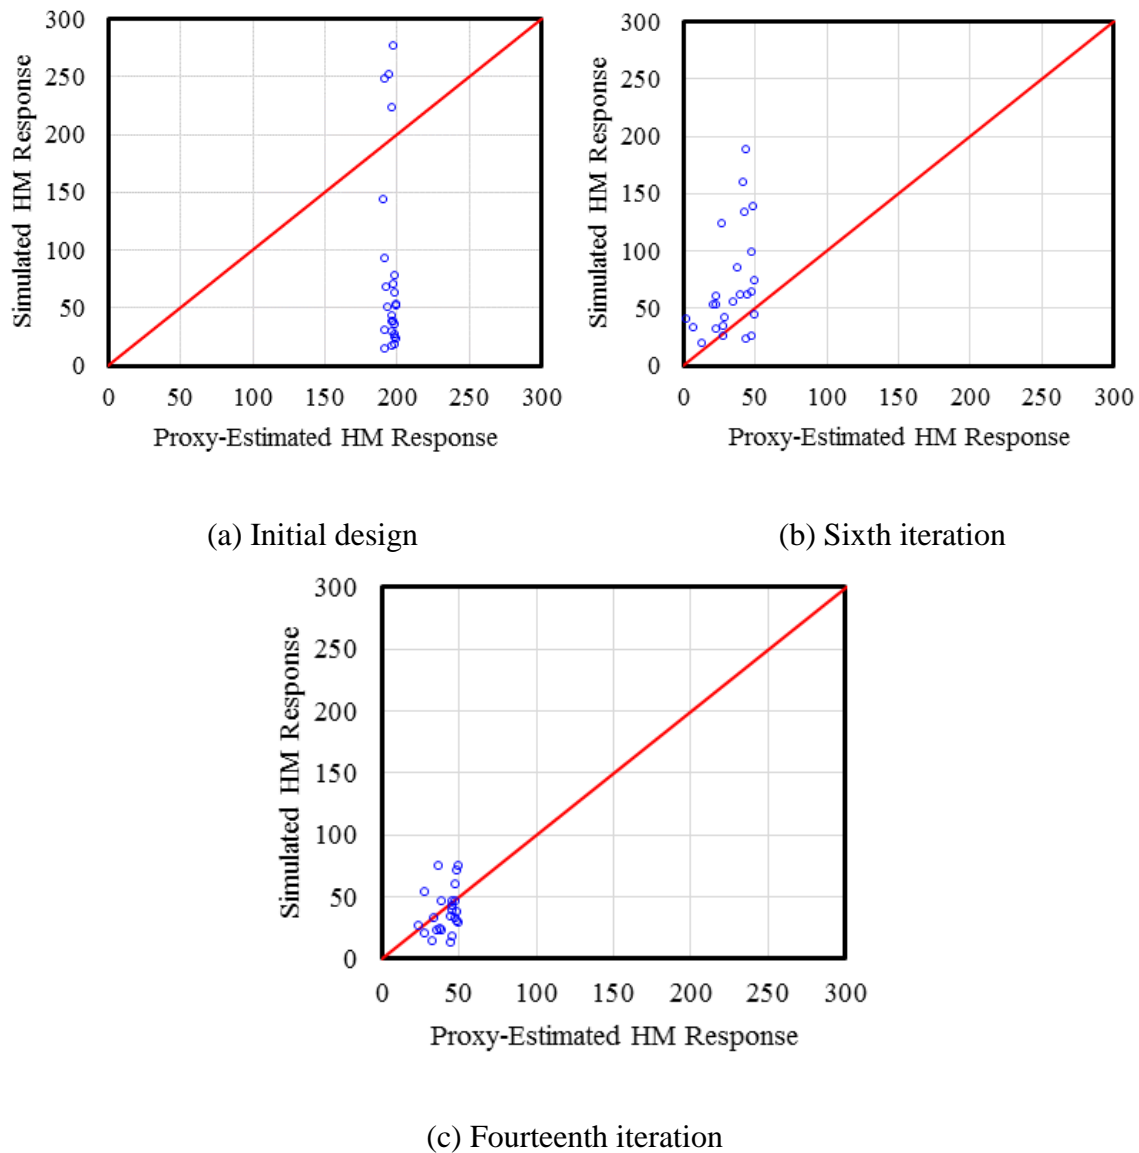 300
250
200
150
100
50
0
Simulated HM Response
0 50 100 150 200 250 300
Proxy-Estimated HM Response
(a) Initial design
300
250
200
150
100
50
0
Simulated HM Response
0 50 100 150 200 250 300
Proxy-Estimated HM Response
(b) Sixth iteration
300
250
200
150
100
50
0
Simulated HM Response
0 50 100 150 200 250 300
Proxy-Estimated HM Response
(c) Fourteenth iteration